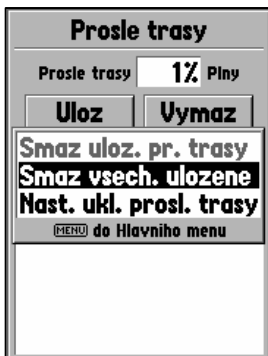 Prosle trasy
Prosle trasy 1% Plny
Uloz Vymaz
Smaz uloz. pr. trasy
Smaz vsech. ulozene
Nast. ukl. prosl. trasy
MENU do Hlavniho menu